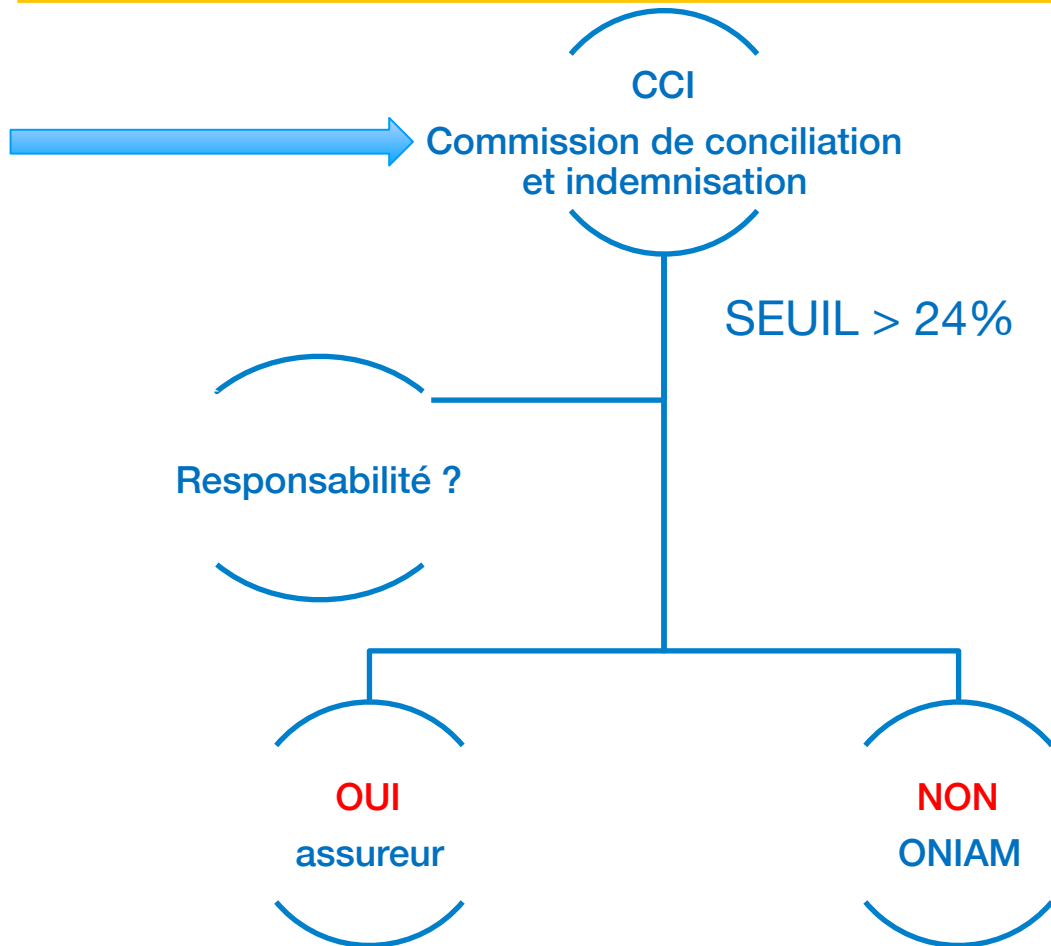 CCI
Commission de conciliation
et indemnisation
SEUIL > 24%
Responsabilité ?
OUI
assureur
NON
ONIAM